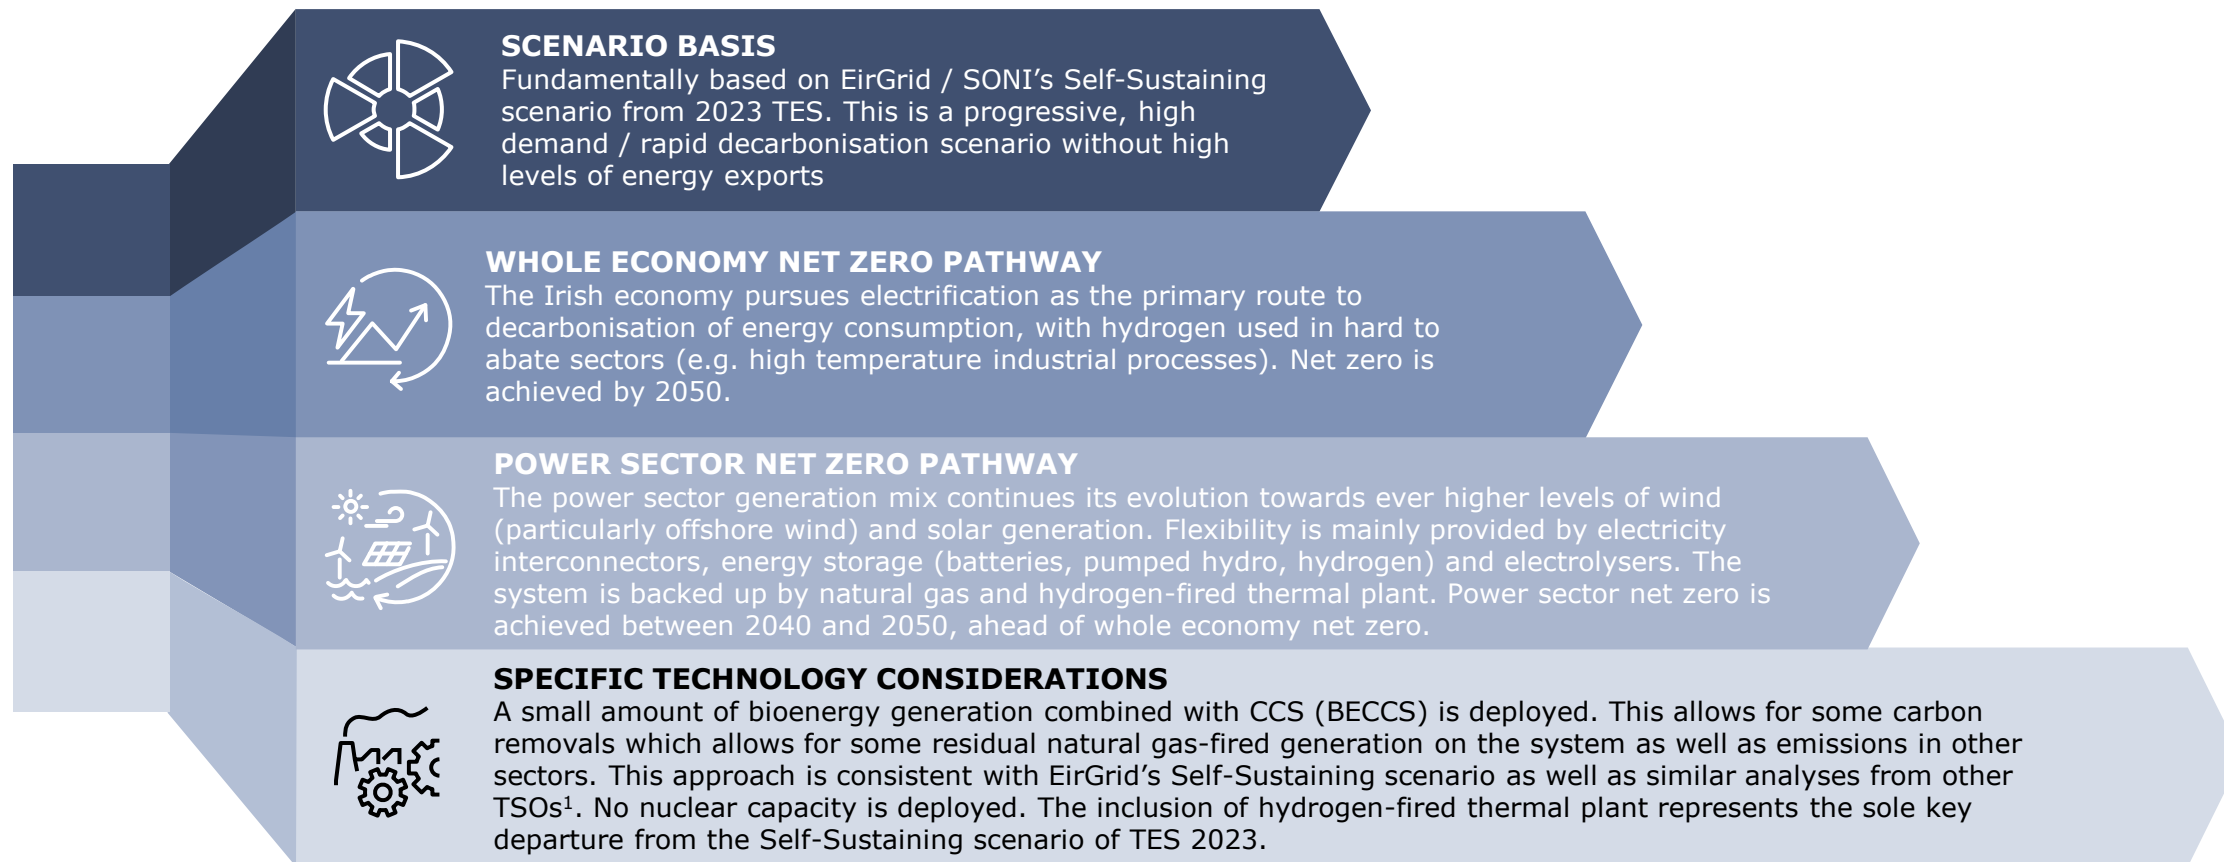 SCENARIO BASIS
Fundamentally based on EirGrid / SONI’s Self-Sustaining
scenario from 2023 TES. This is a progressive, high
demand / rapid decarbonisation scenario without high
levels of energy exports
WHOLE ECONOMY NET ZERO PATHWAY
The Irish economy pursues electrification as the primary route to
decarbonisation of energy consumption, with hydrogen used in hard to
abate sectors (e.g. high temperature industrial processes). Net zero is
achieved by 2050.
POWER SECTOR NET ZERO PATHWAY
The power sector generation mix continues its evolution towards ever higher levels of wind
(particularly offshore wind) and solar generation. Flexibility is mainly provided by electricity
interconnectors, energy storage (batteries, pumped hydro, hydrogen) and electrolysers. The
system is backed up by natural gas and hydrogen-fired thermal plant. Power sector net zero is
achieved between 2040 and 2050, ahead of whole economy net zero.
SPECIFIC TECHNOLOGY CONSIDERATIONS
A small amount of bioenergy generation combined with CCS (BECCS) is deployed. This allows for some carbon
removals which allows for some residual natural gas-fired generation on the system as well as emissions in other
sectors. This approach is consistent with EirGrid’s Self-Sustaining scenario as well as similar analyses from other
TSOs¹. No nuclear capacity is deployed. The inclusion of hydrogen-fired thermal plant represents the sole key
departure from the Self-Sustaining scenario of TES 2023.